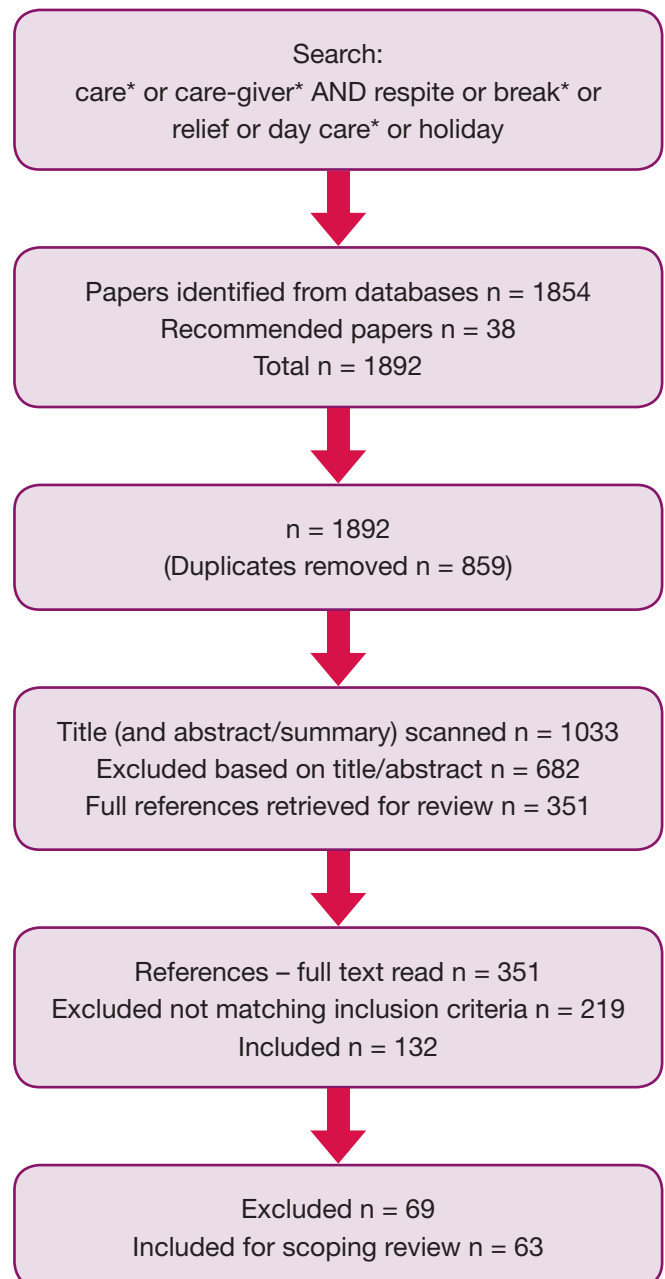 Search:
care* or care-giver* AND respite or break* or
relief or day care* or holiday
Papers identified from databases n = 1854
Recommended papers n = 38
Total n = 1892
n = 1892
(Duplicates removed n = 859)
Title (and abstract/summary) scanned n = 1033
Excluded based on title/abstract n = 682
Full references retrieved for review n = 351
References – full text read n = 351
Excluded not matching inclusion criteria n = 219
Included n = 132
Excluded n = 69
Included for scoping review n = 63